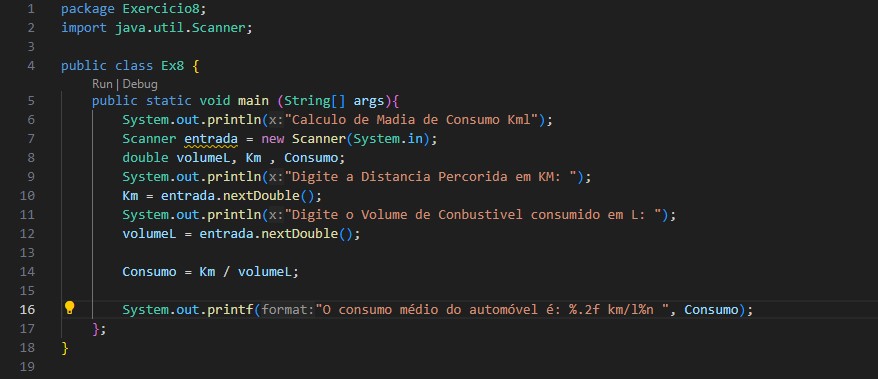 1 package Exercicio8;
2 import java.util.Scanner;
3
4 public class Ex8 {
Run | Debug
5 public static void main (String[] args){
6 System.out.println(x:"Calculo de Madia de Consumo Kml");
7 Scanner entrada = new Scanner(System.in);
8 double volumeL, Km , Consumo;
9 System.out.println(x:"Digite a Distancia Percorida em KM: ");
10 Km = entrada.nextDouble();
11 System.out.println(x:"Digite o Volume de Conbustivel consumido em L: ");
12 volumeL = entrada.nextDouble();
13
14 Consumo = Km / volumeL;
15
16 System.out.printf(format:"O consumo médio do automóvel é: %.2f km/l%n ", Consumo);
17 };
18 }
19